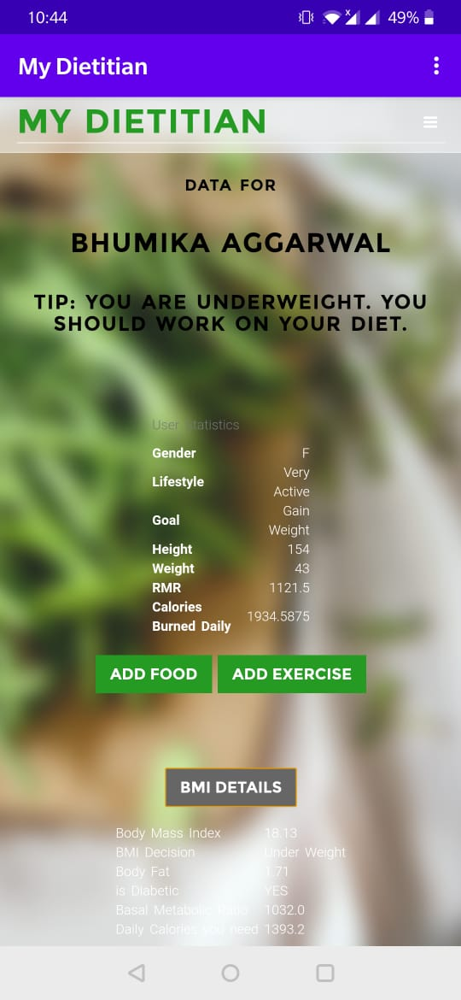 10:44
49%
My Dietitian
MY DIETITIAN
DATA FOR
BHUMIKA AGGARWAL
TIP: YOU ARE UNDERWEIGHT. YOU
SHOULD WORK ON YOUR DIET.
User Statistics
Gender F
Lifestyle Very
Active
Goal Gain
Weight
Height 154
Weight 43
RMR 1121.5
Calories
Burned Daily 1934.5875
ADD FOOD ADD EXERCISE
BMI DETAILS
Body Mass Index 18.13
BMI Decision Under Weight
Body Fat 1.71
is Diabetic YES
Basal Metabolic Ratio 1032.0
Daily Calories you need 1393.2